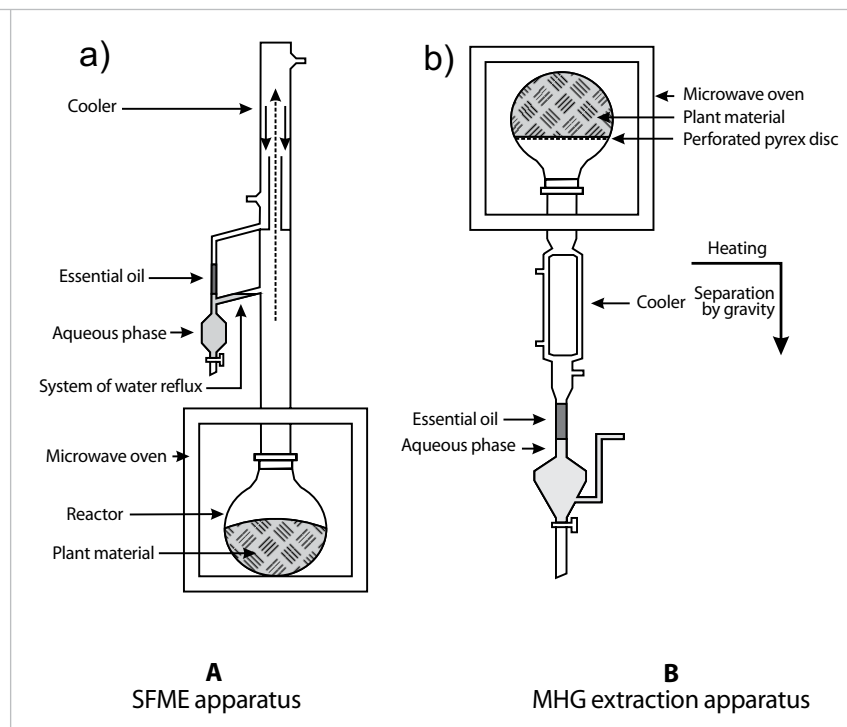 a)
Cooler
Essential oil
Aqueous phase
System of water reflux
Microwave oven
Reactor
Plant material
A
SFME apparatus
b)
Microwave oven
Plant material
Perforated pyrex disc
Heating
Cooler
Separation
by gravity
Essential oil
Aqueous phase
B
MHG extraction apparatus